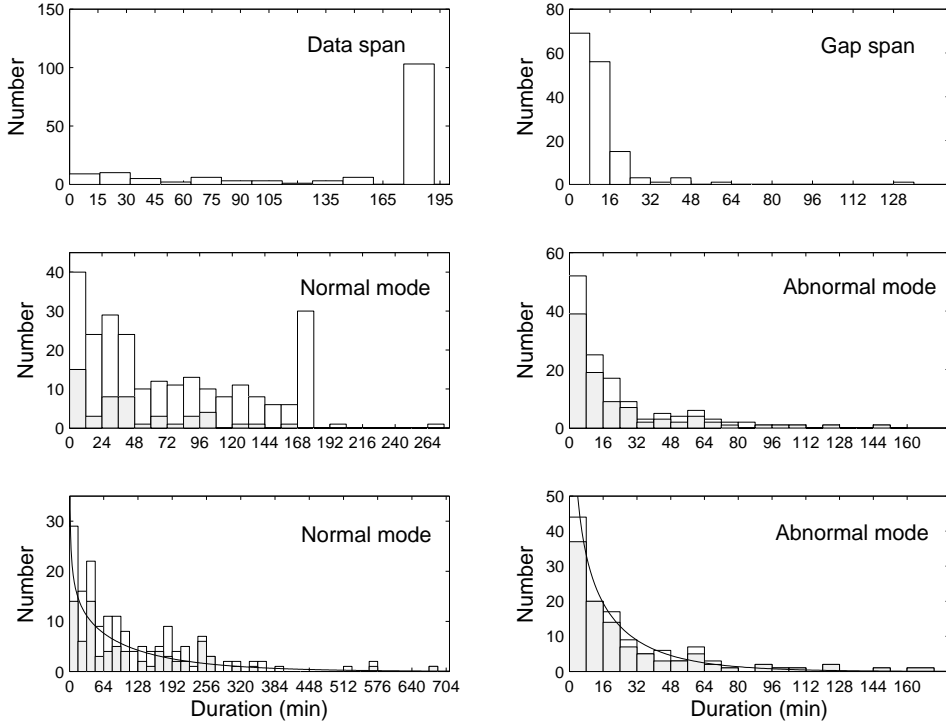 150
100
50
0
Number
Data span
0 15 30 45 60 75 90 105 135 165 195
80
60
40
20
0
Number
Gap span
0 16 32 48 64 80 96 112 128
40
30
20
10
0
Number
Normal mode
0 24 48 72 96 120 144 168 192 216 240 264
60
40
20
0
Number
Abnormal mode
0 16 32 48 64 80 96 112 128 144 160
30
20
10
0
Number
Normal mode
0 64 128 192 256 320 384 448 512 576 640 704
Duration (min)
50
40
30
20
10
0
Number
Abnormal mode
0 16 32 48 64 80 96 112 128 144 160
Duration (min)